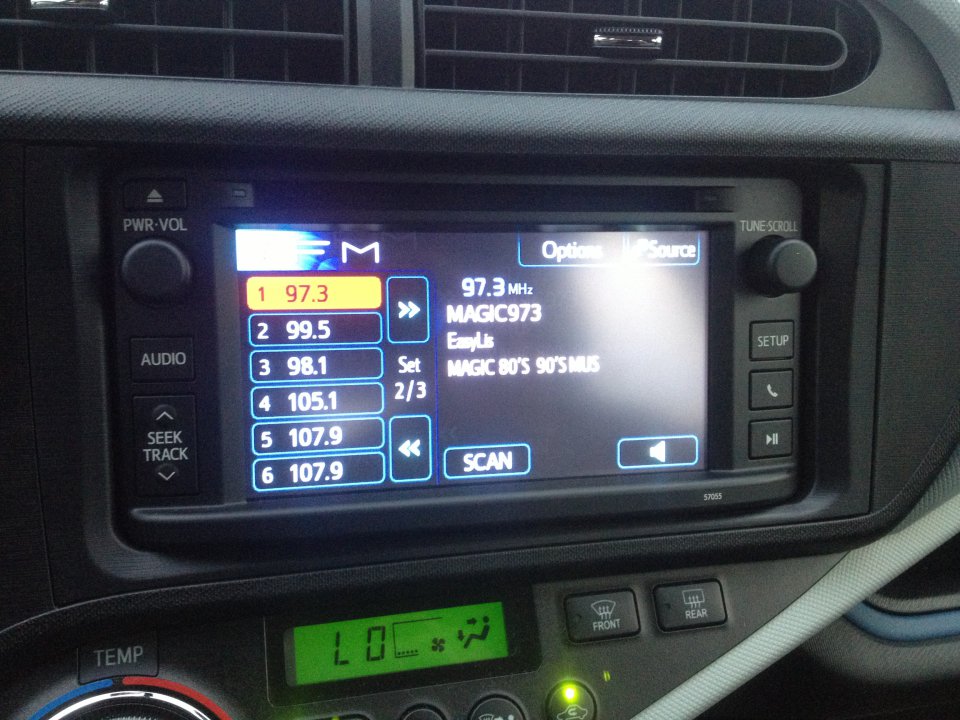 PWR·VOL
TUNE·SCROLL
FM
Options
Source
1 97.3
2 99.5
3 98.1
4 105.1
5 107.9
6 107.9
Set
2/3
97.3 MHz
MAGIC973
EasyLis
MAGIC 80'S 90'S MUS
SCAN
AUDIO
SEEK
TRACK
SETUP
57055
FRONT
REAR
LO
TEMP